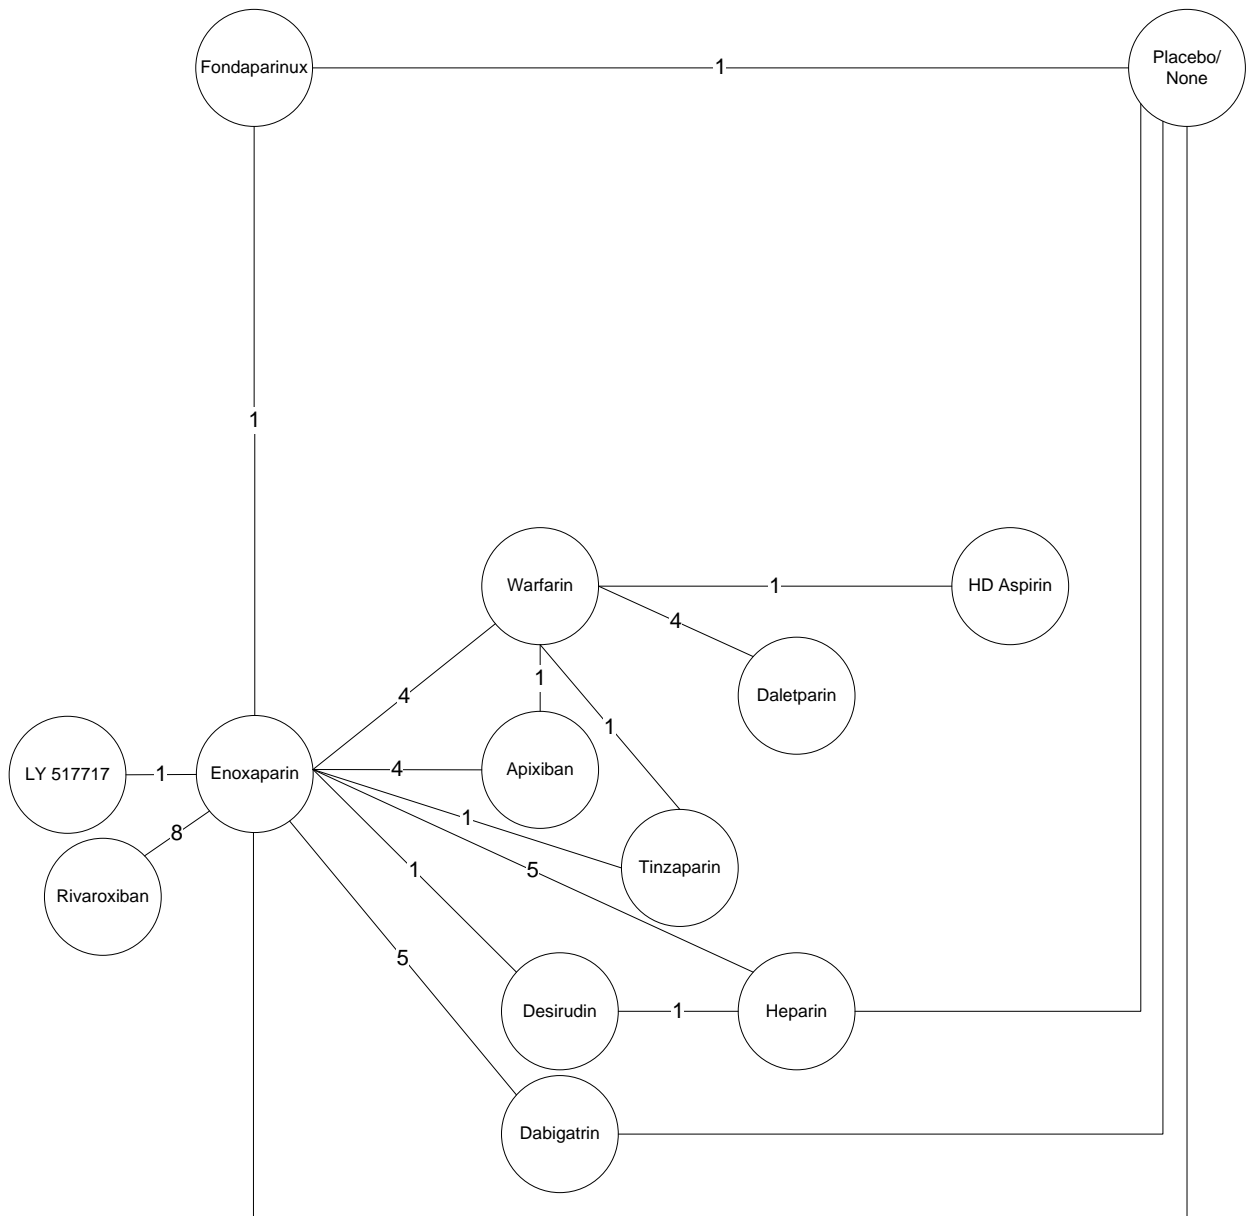 Fondaparinux
1
Placebo/
None
1
Warfarin
1
HD Aspirin
4
Daletparin
4
1
1
LY 517717
1
Enoxaparin
4
Apixiban
8
1
Tinzaparin
1
5
Rivaroxiban
5
Desirudin
1
Heparin
Dabigatrin